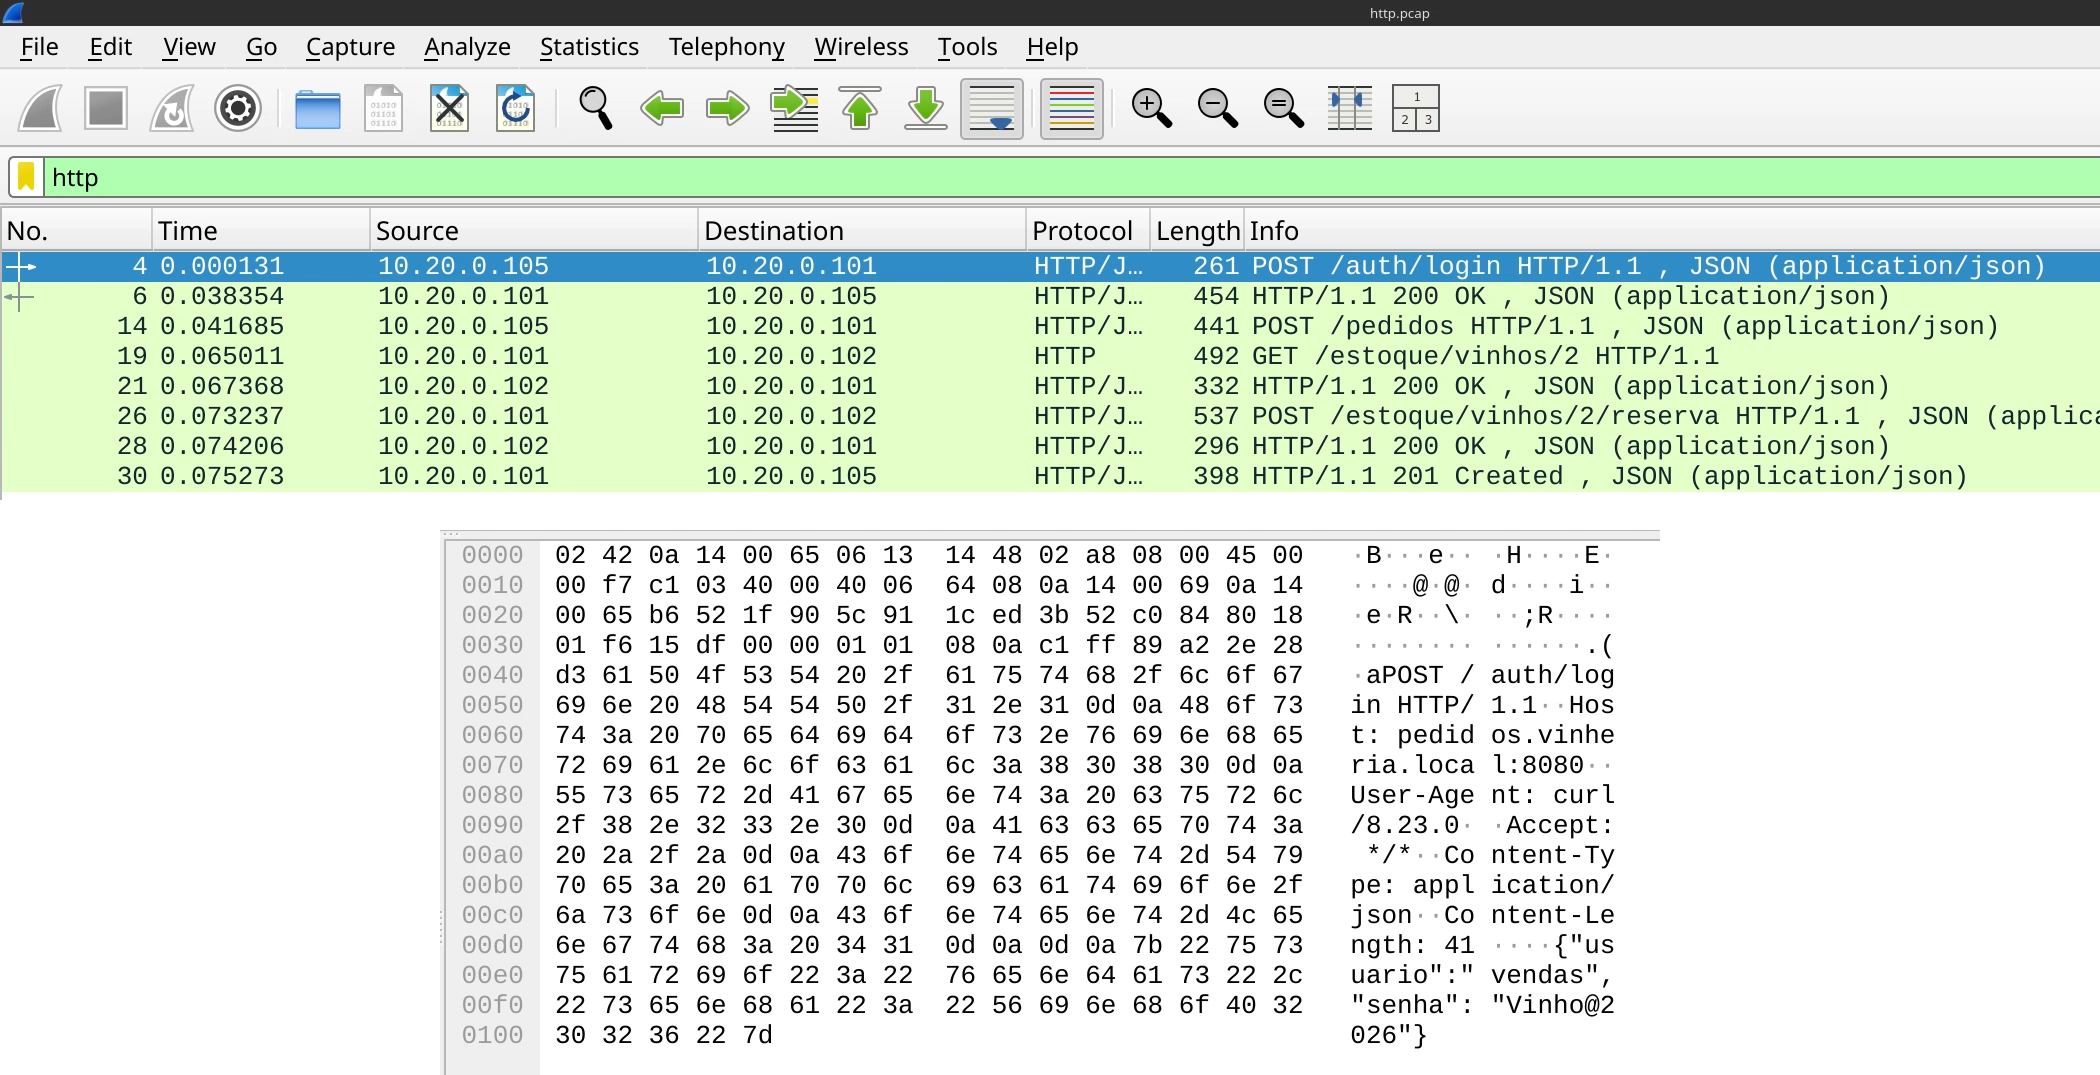 http.pcap
File Edit View Go Capture Analyze Statistics Telephony Wireless Tools Help
1
2 3
http
No. Time Source Destination Protocol Length Info
4 0.000131 10.20.0.105 10.20.0.101 HTTP/J… 261 POST /auth/login HTTP/1.1 , JSON (application/json)
6 0.038354 10.20.0.101 10.20.0.105 HTTP/J… 454 HTTP/1.1 200 OK , JSON (application/json)
14 0.041685 10.20.0.105 10.20.0.101 HTTP/J… 441 POST /pedidos HTTP/1.1 , JSON (application/json)
19 0.065011 10.20.0.101 10.20.0.102 HTTP 492 GET /estoque/vinhos/2 HTTP/1.1
21 0.067368 10.20.0.102 10.20.0.101 HTTP/J… 332 HTTP/1.1 200 OK , JSON (application/json)
26 0.073237 10.20.0.101 10.20.0.102 HTTP/J… 537 POST /estoque/vinhos/2/reserva HTTP/1.1 , JSON (applica
28 0.074206 10.20.0.102 10.20.0.101 HTTP/J… 296 HTTP/1.1 200 OK , JSON (application/json)
30 0.075273 10.20.0.101 10.20.0.105 HTTP/J… 398 HTTP/1.1 201 Created , JSON (application/json)
0000 02 42 0a 14 00 65 06 13 14 48 02 a8 08 00 45 00 ·B···e·· ·H····E·
0010 00 f7 c1 03 40 00 40 06 64 08 0a 14 00 69 0a 14 ····@·@· d····i··
0020 00 65 b6 52 1f 90 5c 91 1c ed 3b 52 c0 84 80 18 ·e·R··\· ··;R····
0030 01 f6 15 df 00 00 01 01 08 0a c1 ff 89 a2 2e 28 ········ ······.(
0040 d3 61 50 4f 53 54 20 2f 61 75 74 68 2f 6c 6f 67 ·aPOST / auth/log
0050 69 6e 20 48 54 54 50 2f 31 2e 31 0d 0a 48 6f 73 in HTTP/ 1.1··Hos
0060 74 3a 20 70 65 64 69 64 6f 73 2e 76 69 6e 68 65 t: pedid os.vinhe
0070 72 69 61 2e 6c 6f 63 61 6c 3a 38 30 38 30 0d 0a ria.loca l:8080··
0080 55 73 65 72 2d 41 67 65 6e 74 3a 20 63 75 72 6c User-Age nt: curl
0090 2f 38 2e 32 33 2e 30 0d 0a 41 63 63 65 70 74 3a /8.23.0· ·Accept:
00a0 20 2a 2f 2a 0d 0a 43 6f 6e 74 65 6e 74 2d 54 79 */*··Co ntent-Ty
00b0 70 65 3a 20 61 70 70 6c 69 63 61 74 69 6f 6e 2f pe: appl ication/
00c0 6a 73 6f 6e 0d 0a 43 6f 6e 74 65 6e 74 2d 4c 65 json··Co ntent-Le
00d0 6e 67 74 68 3a 20 34 31 0d 0a 0d 0a 7b 22 75 73 ngth: 41 ····{"us
00e0 75 61 72 69 6f 22 3a 22 76 65 6e 64 61 73 22 2c uario":" vendas",
00f0 22 73 65 6e 68 61 22 3a 22 56 69 6e 68 6f 40 32 "senha": "Vinho@2
0100 30 32 36 22 7d 026"}